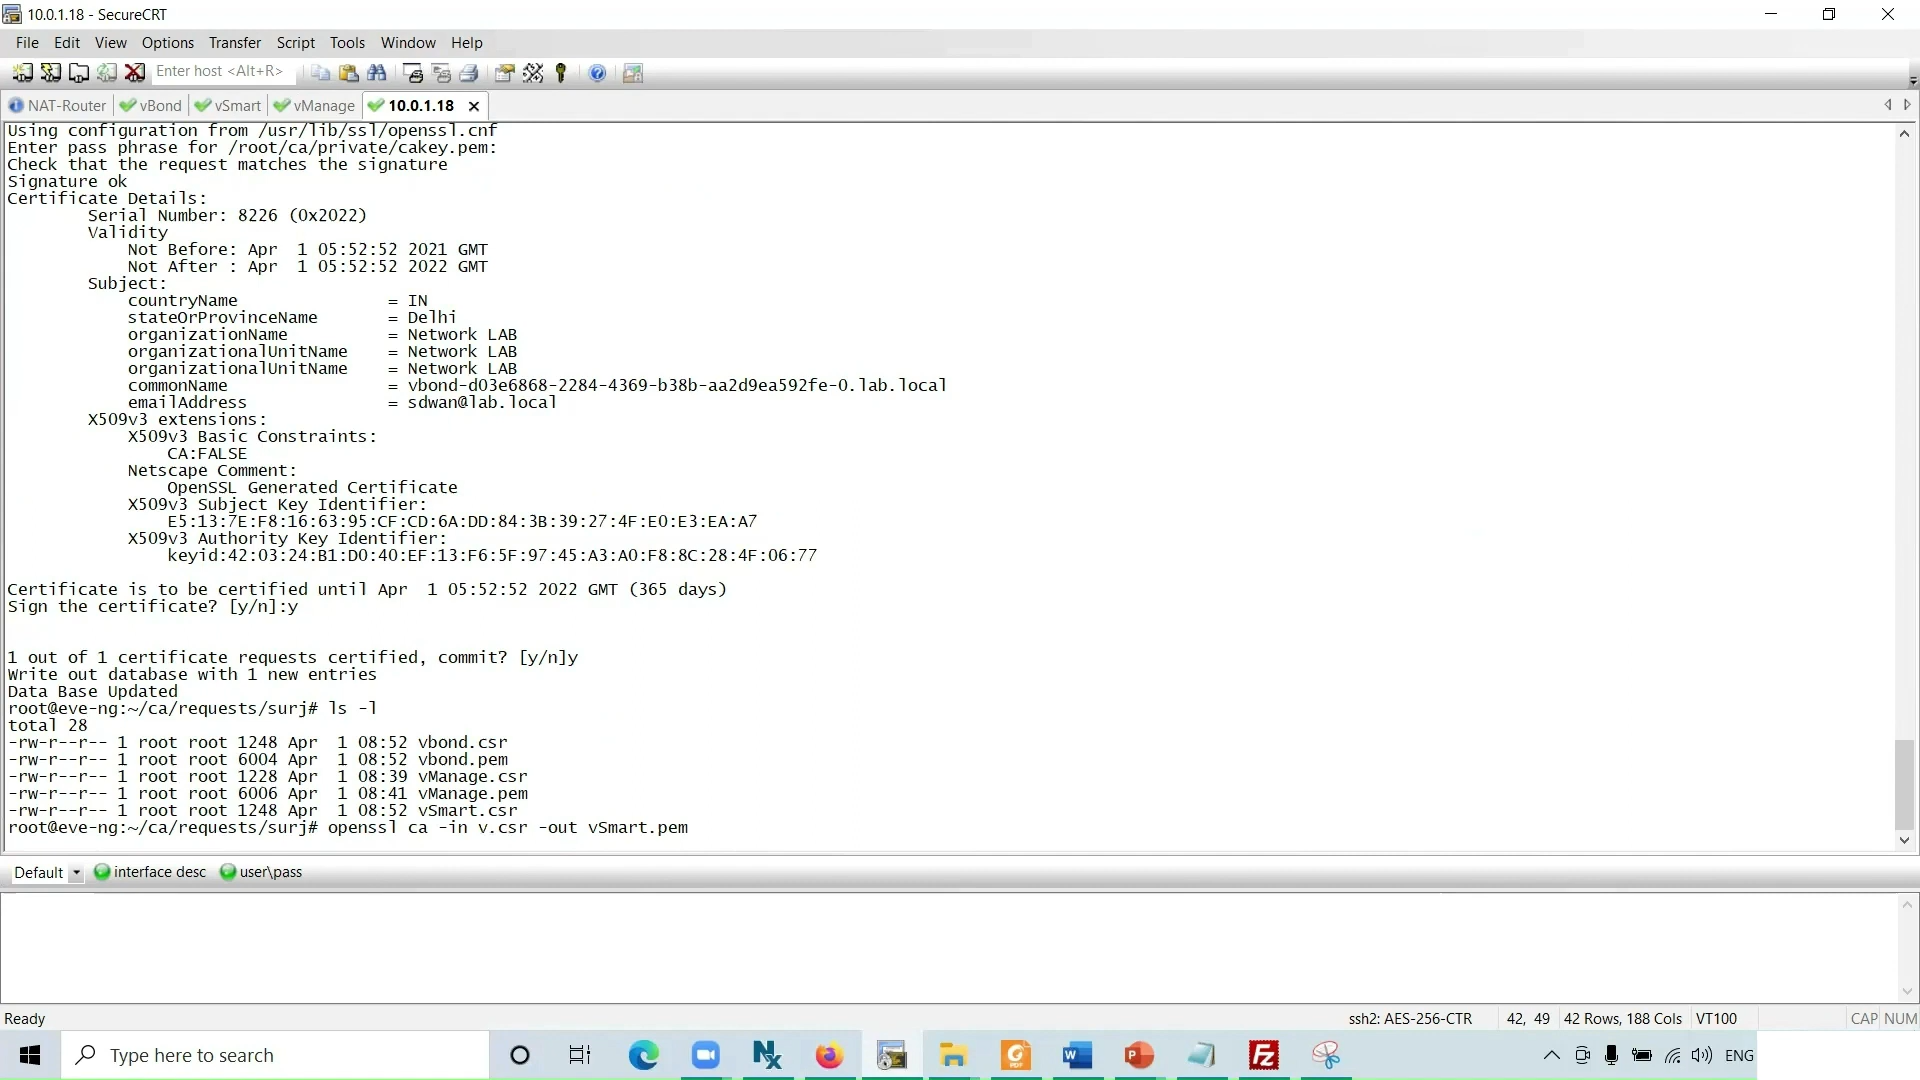 10.0.1.18 - SecureCRT
File Edit View Options Transfer Script Tools Window Help
Enter host <Alt+R>
NAT-Router vBond vSmart vManage 10.0.1.18
Using configuration from /usr/lib/ssl/openssl.cnf
Enter pass phrase for /root/ca/private/cakey.pem:
Check that the request matches the signature
Signature ok
Certificate Details:
Serial Number: 8226 (0x2022)
Validity
Not Before: Apr  1 05:52:52 2021 GMT
Not After : Apr  1 05:52:52 2022 GMT
Subject:
countryName = IN
stateOrProvinceName = Delhi
organizationName = Network LAB
organizationalUnitName = Network LAB
organizationalUnitName = Network LAB
commonName = vbond-d03e6868-2284-4369-b38b-aa2d9ea592fe-0.lab.local
emailAddress = sdwan@lab.local
X509v3 extensions:
X509v3 Basic Constraints:
CA:FALSE
Netscape Comment:
OpenSSL Generated Certificate
X509v3 Subject Key Identifier:
E5:13:7E:F8:16:63:95:CF:CD:6A:DD:84:3B:39:27:4F:E0:E3:EA:A7
X509v3 Authority Key Identifier:
keyid:42:03:24:B1:D0:40:EF:13:F6:5F:97:45:A3:A0:F8:8C:28:4F:06:77
Certificate is to be certified until Apr  1 05:52:52 2022 GMT (365 days)
Sign the certificate? [y/n]:y
1 out of 1 certificate requests certified, commit? [y/n]y
Write out database with 1 new entries
Data Base Updated
root@eve-ng:~/ca/requests/surj# ls -l
total 28
-rw-r--r-- 1 root root 1248 Apr  1 08:52 vbond.csr
-rw-r--r-- 1 root root 6004 Apr  1 08:52 vbond.pem
-rw-r--r-- 1 root root 1228 Apr  1 08:39 vManage.csr
-rw-r--r-- 1 root root 6006 Apr  1 08:41 vManage.pem
-rw-r--r-- 1 root root 1248 Apr  1 08:52 vSmart.csr
root@eve-ng:~/ca/requests/surj# openssl ca -in v.csr -out vSmart.pem
Default interface desc user\pass
Ready ssh2: AES-256-CTR 42, 49 42 Rows, 188 Cols VT100 CAP NUM
Type here to search ENG